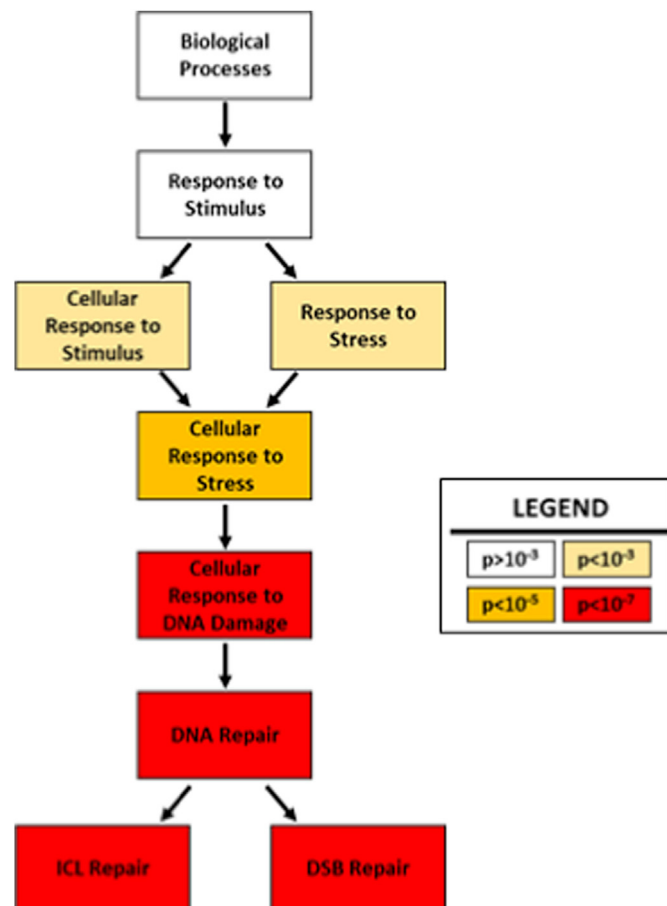 Biological
Processes
Response to
Stimulus
Cellular
Response to
Stimulus
Response to
Stress
Cellular
Response to
Stress
Cellular
Response to
DNA Damage
DNA Repair
ICL Repair
DSB Repair
LEGEND
p>10⁻³
p<10⁻³
p<10⁻⁵
p<10⁻⁷